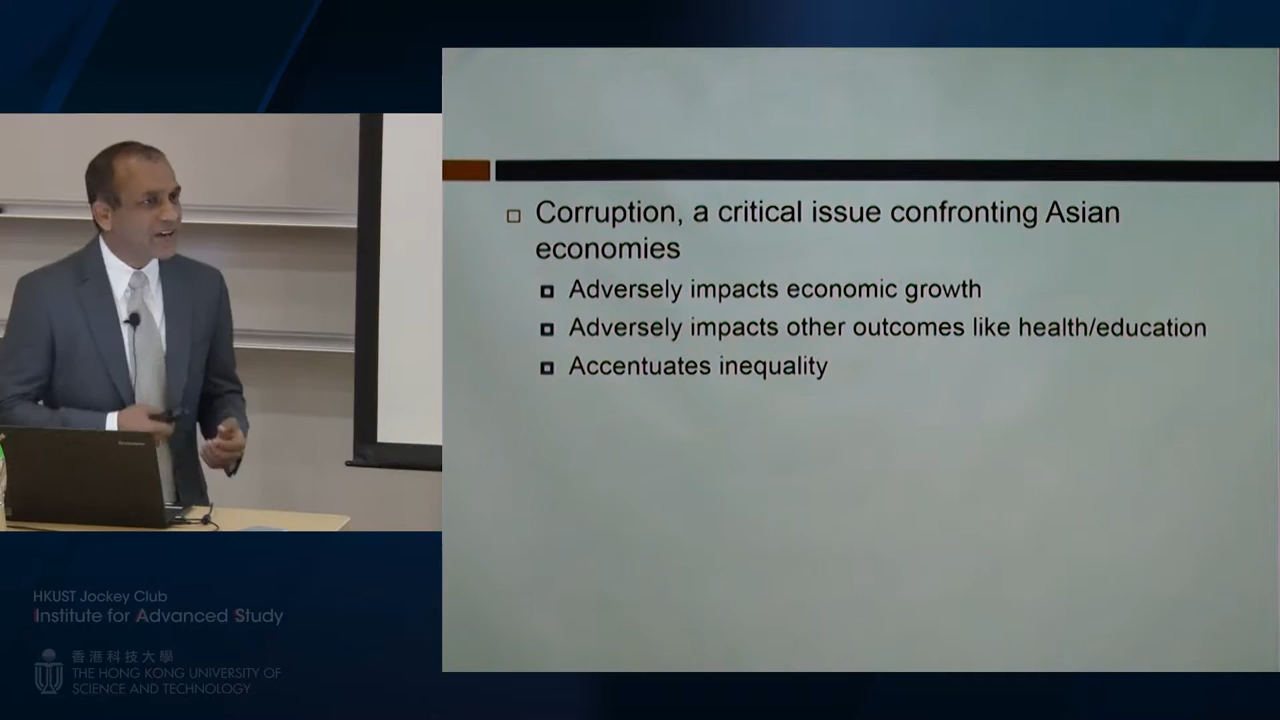 Corruption, a critical issue confronting Asian
economies
Adversely impacts economic growth
Adversely impacts other outcomes like health/education
Accentuates inequality
HKUST Jockey Club
Institute for Advanced Study
香港科技大學
THE HONG KONG UNIVERSITY OF
SCIENCE AND TECHNOLOGY